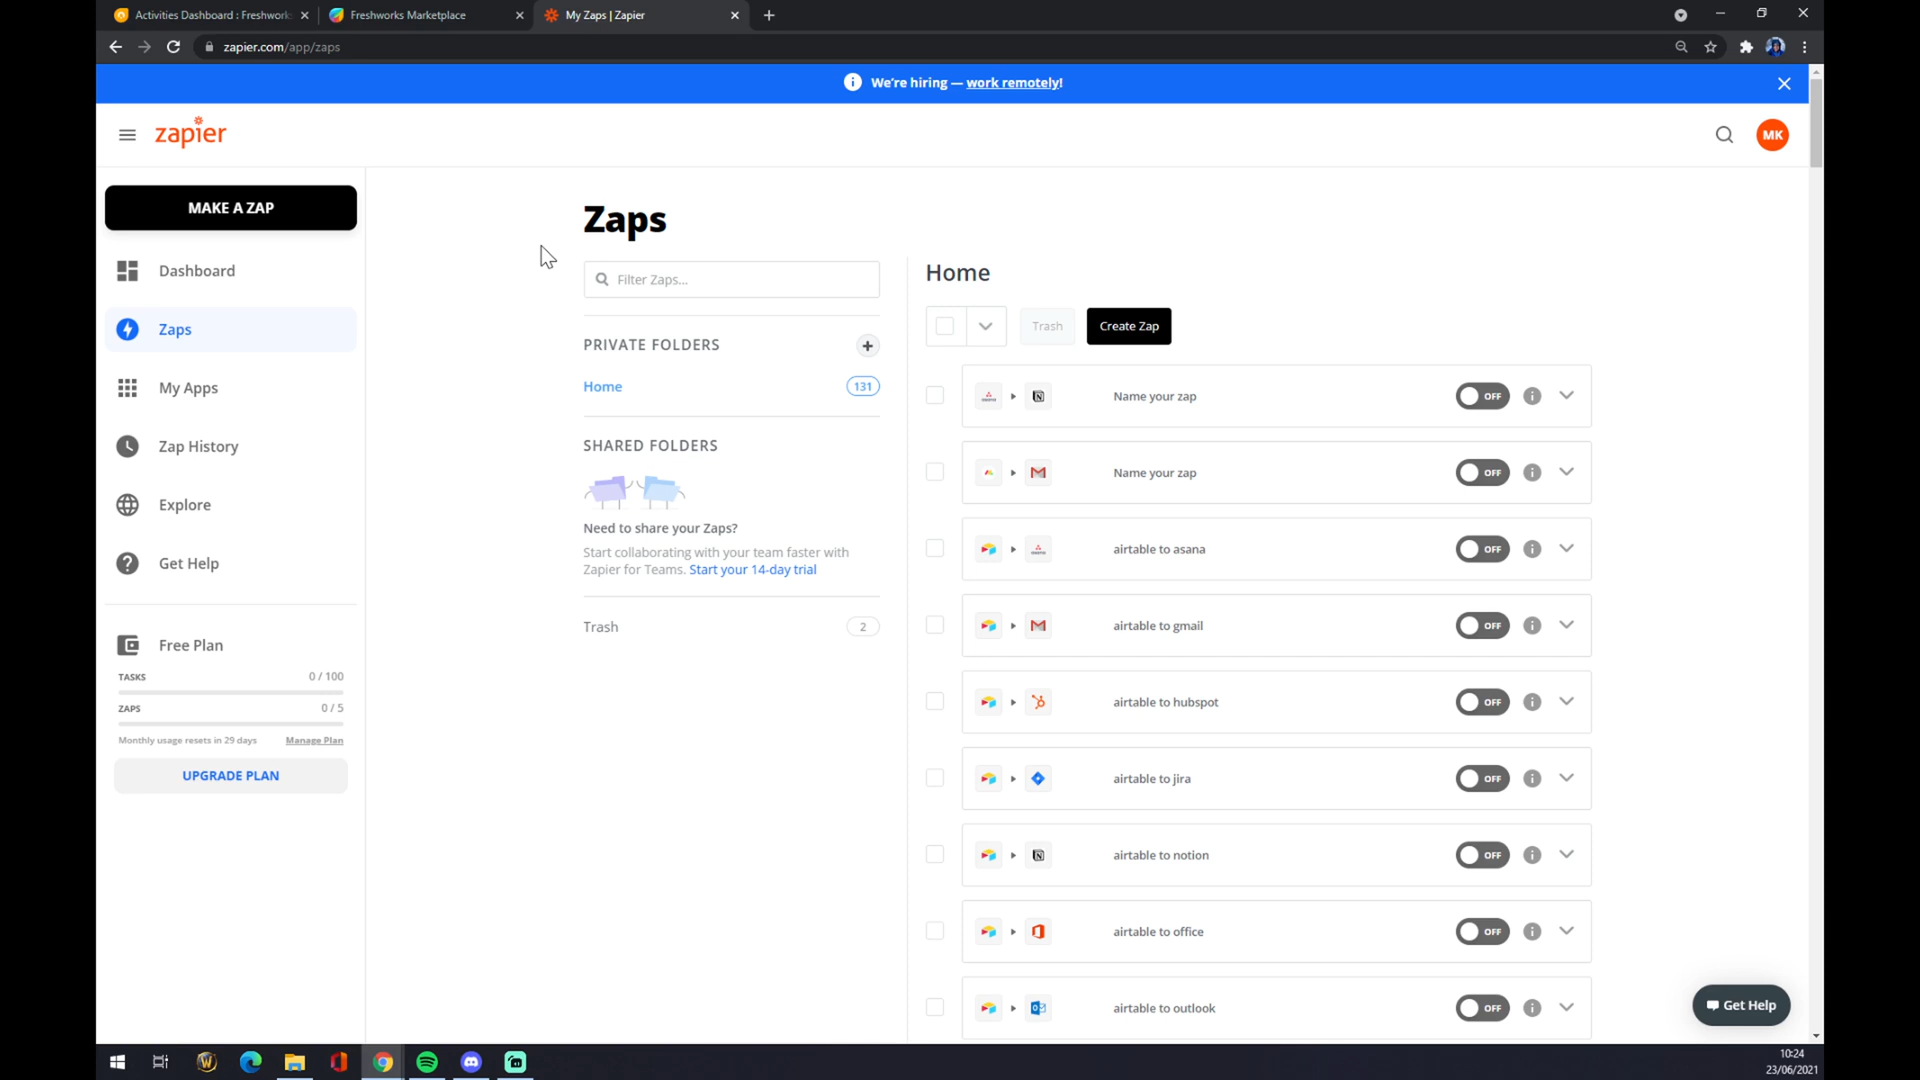 Activities Dashboard : Freshworks
Freshworks Marketplace
My Zaps | Zapier
zapier.com/app/zaps
We're hiring — work remotely!
zapier
MK
MAKE A ZAP
Dashboard
Zaps
My Apps
Zap History
Explore
Get Help
Free Plan
TASKS 0 / 100
ZAPS 0 / 5
Monthly usage resets in 29 days Manage Plan
UPGRADE PLAN
Zaps
Filter Zaps...
PRIVATE FOLDERS
Home 131
SHARED FOLDERS
Need to share your Zaps?
Start collaborating with your team faster with
Zapier for Teams. Start your 14-day trial
Trash 2
Home
Trash Create Zap
Name your zap OFF
Name your zap OFF
airtable to asana OFF
airtable to gmail OFF
airtable to hubspot OFF
airtable to jira OFF
airtable to notion OFF
airtable to office OFF
airtable to outlook OFF
Get Help
10:24
23/06/2021